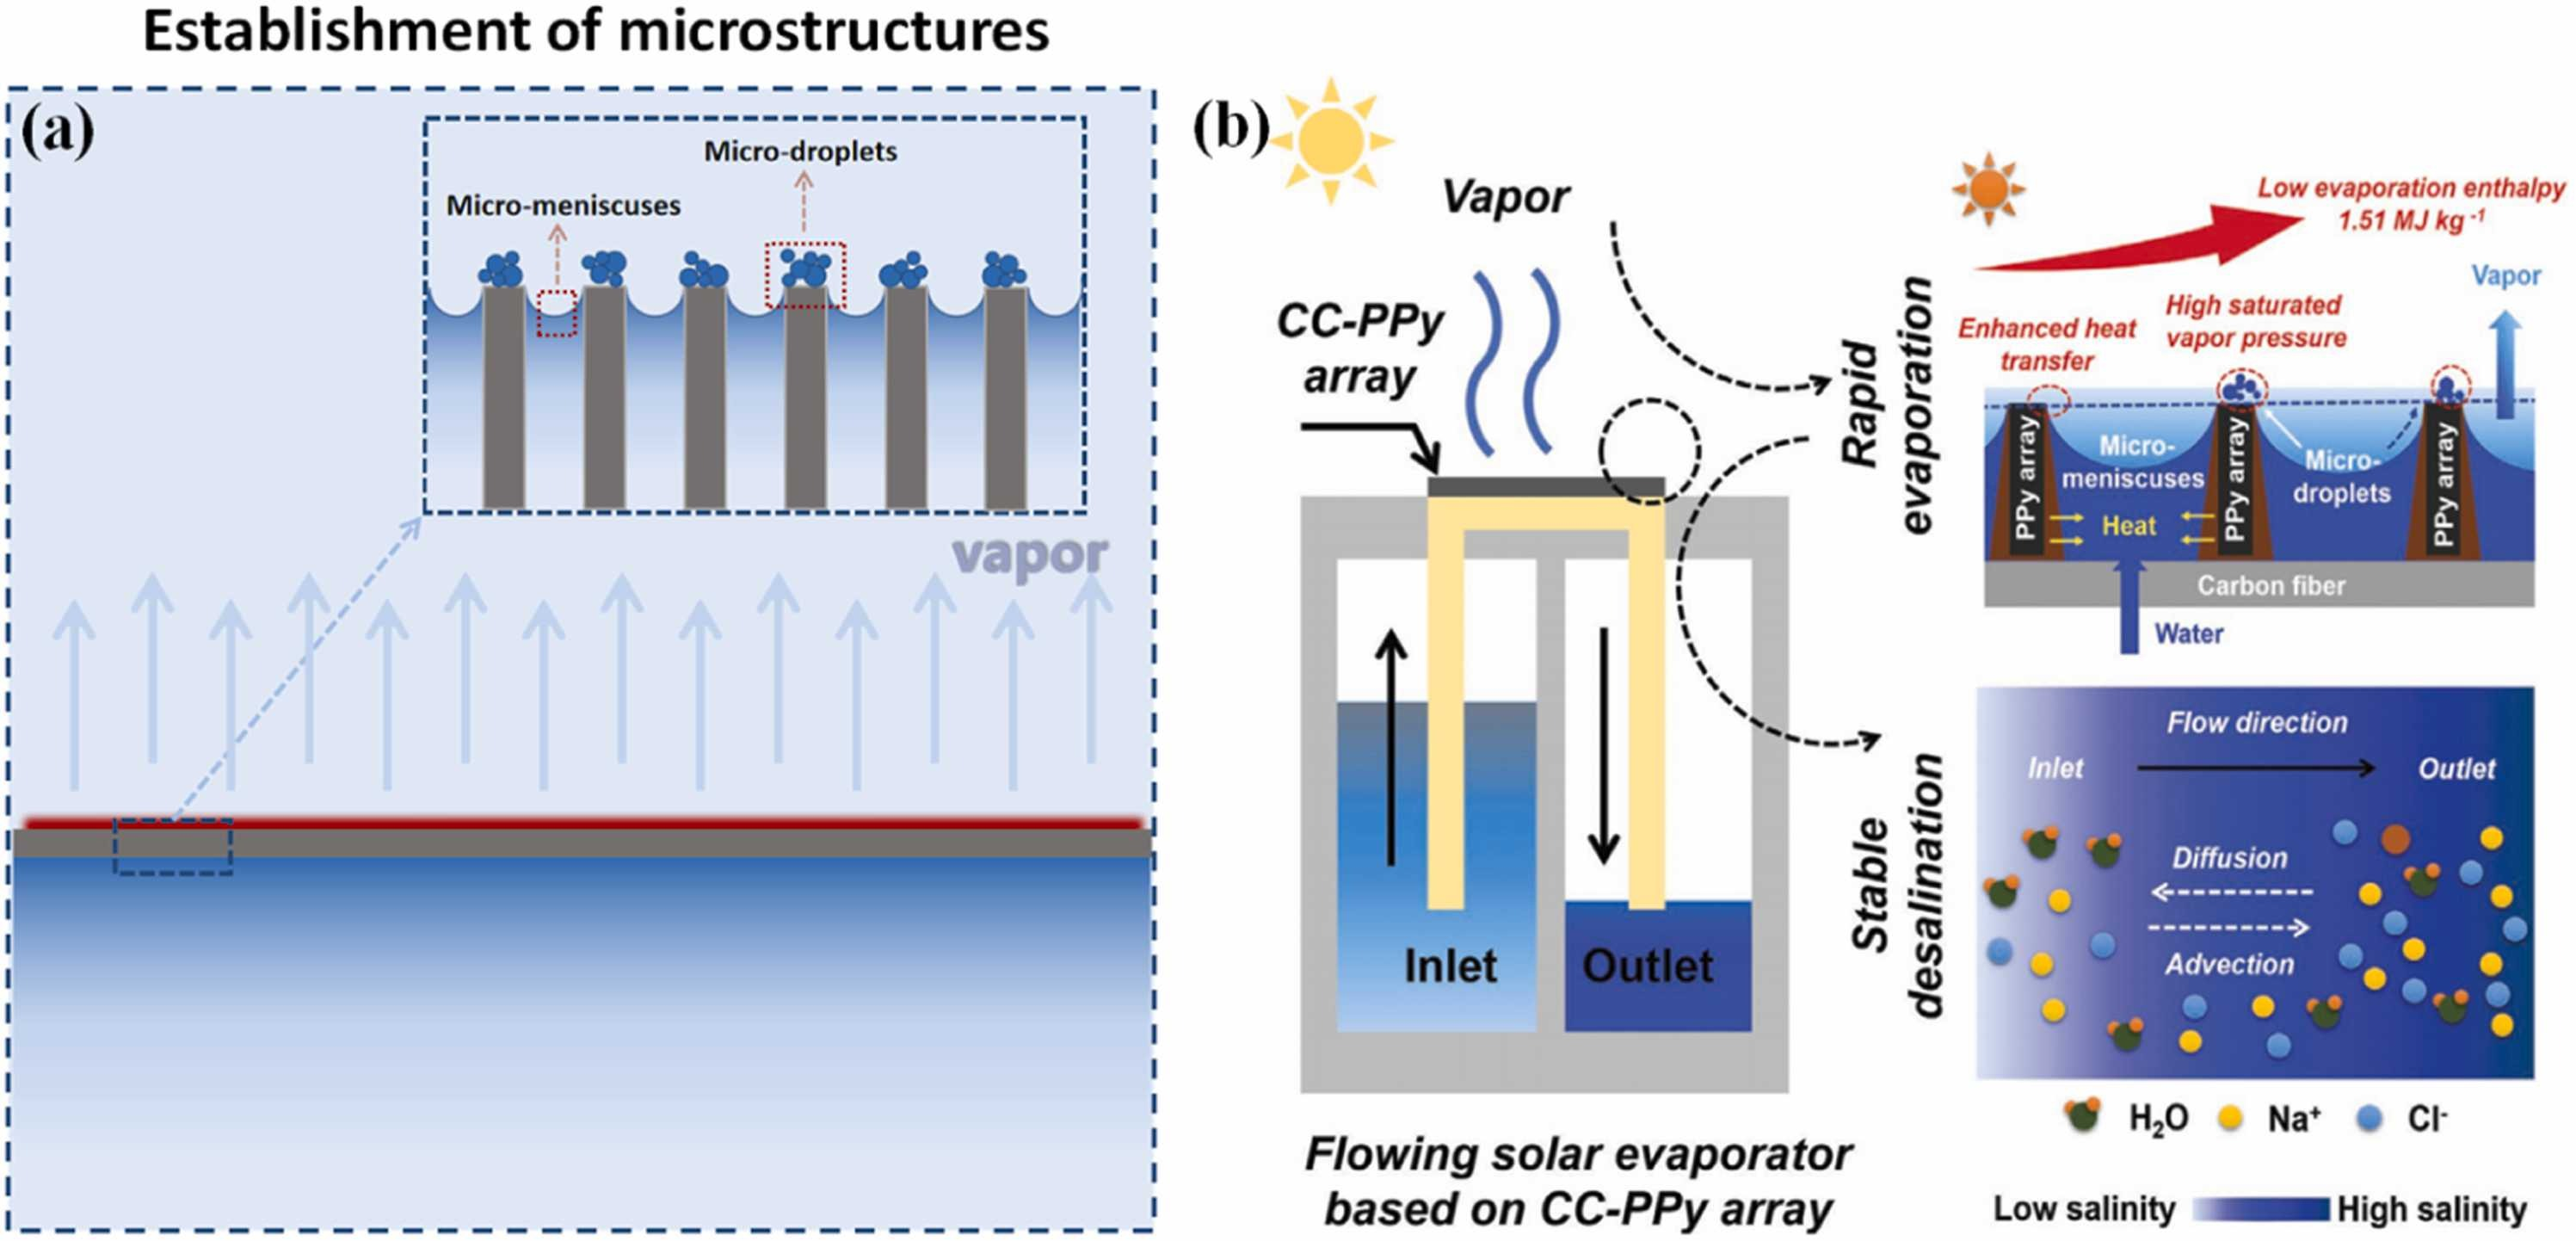 Establishment of microstructures
(a)
Micro-droplets
Micro-meniscuses
vapor
(b)
Vapor
CC-PPy
array
Inlet
Outlet
Flowing solar evaporator
based on CC-PPy array
Rapid
evaporation
Low evaporation enthalpy
1.51 MJ kg⁻¹
Vapor
High saturated
vapor pressure
Enhanced heat
transfer
PPy array
Micro-
meniscuses
Heat
PPy array
Micro-
droplets
PPy array
Carbon fiber
Water
Stable
desalination
Flow direction
Inlet
Outlet
Diffusion
Advection
H₂O
Na⁺
Cl⁻
Low salinity
High salinity